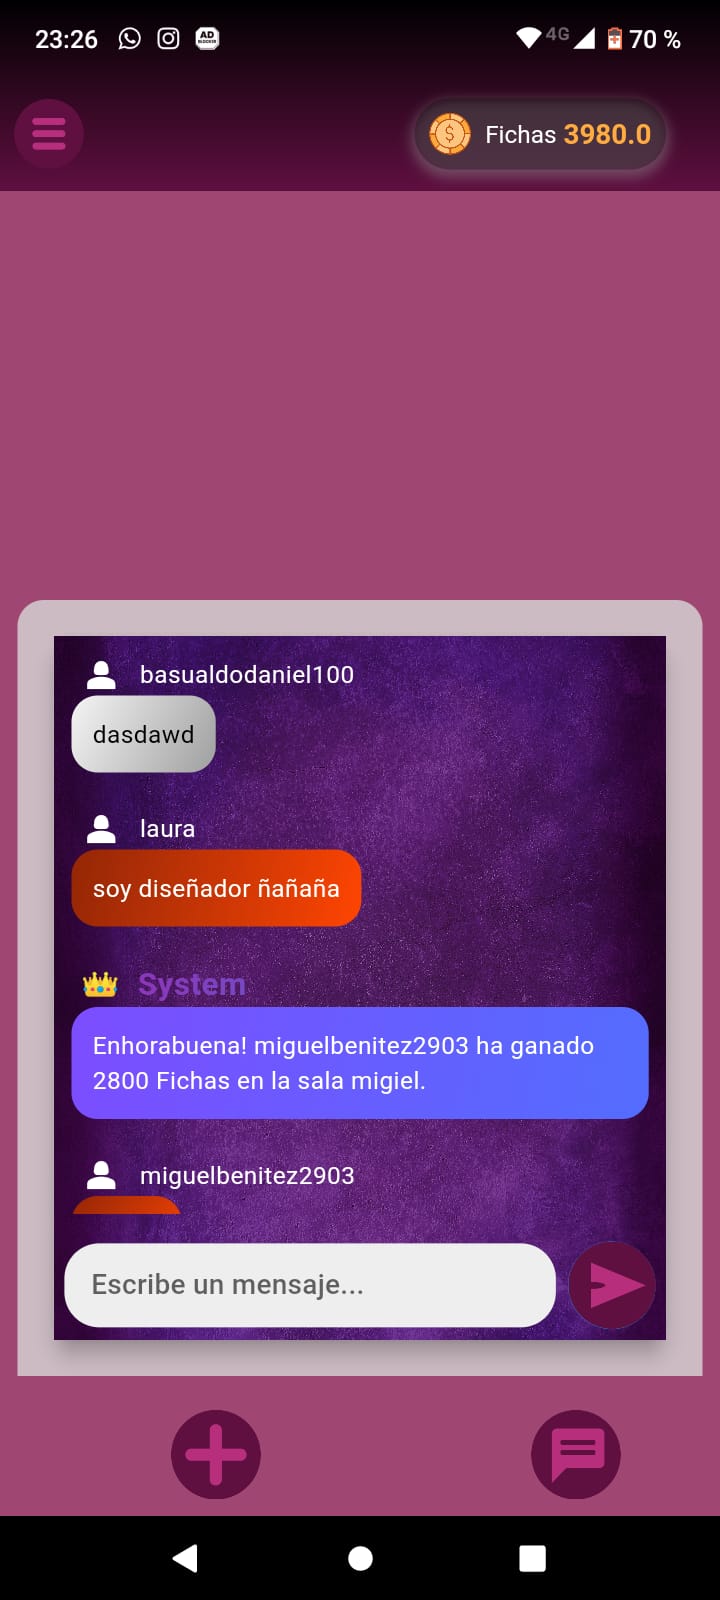 23:26
AD
BLOCKER
4G
70 %
Fichas 3980.0
basualdodaniel100
dasdawd
laura
soy diseñador ñañaña
System
Enhorabuena! miguelbenitez2903 ha ganado
2800 Fichas en la sala migiel.
miguelbenitez2903
Escribe un mensaje...